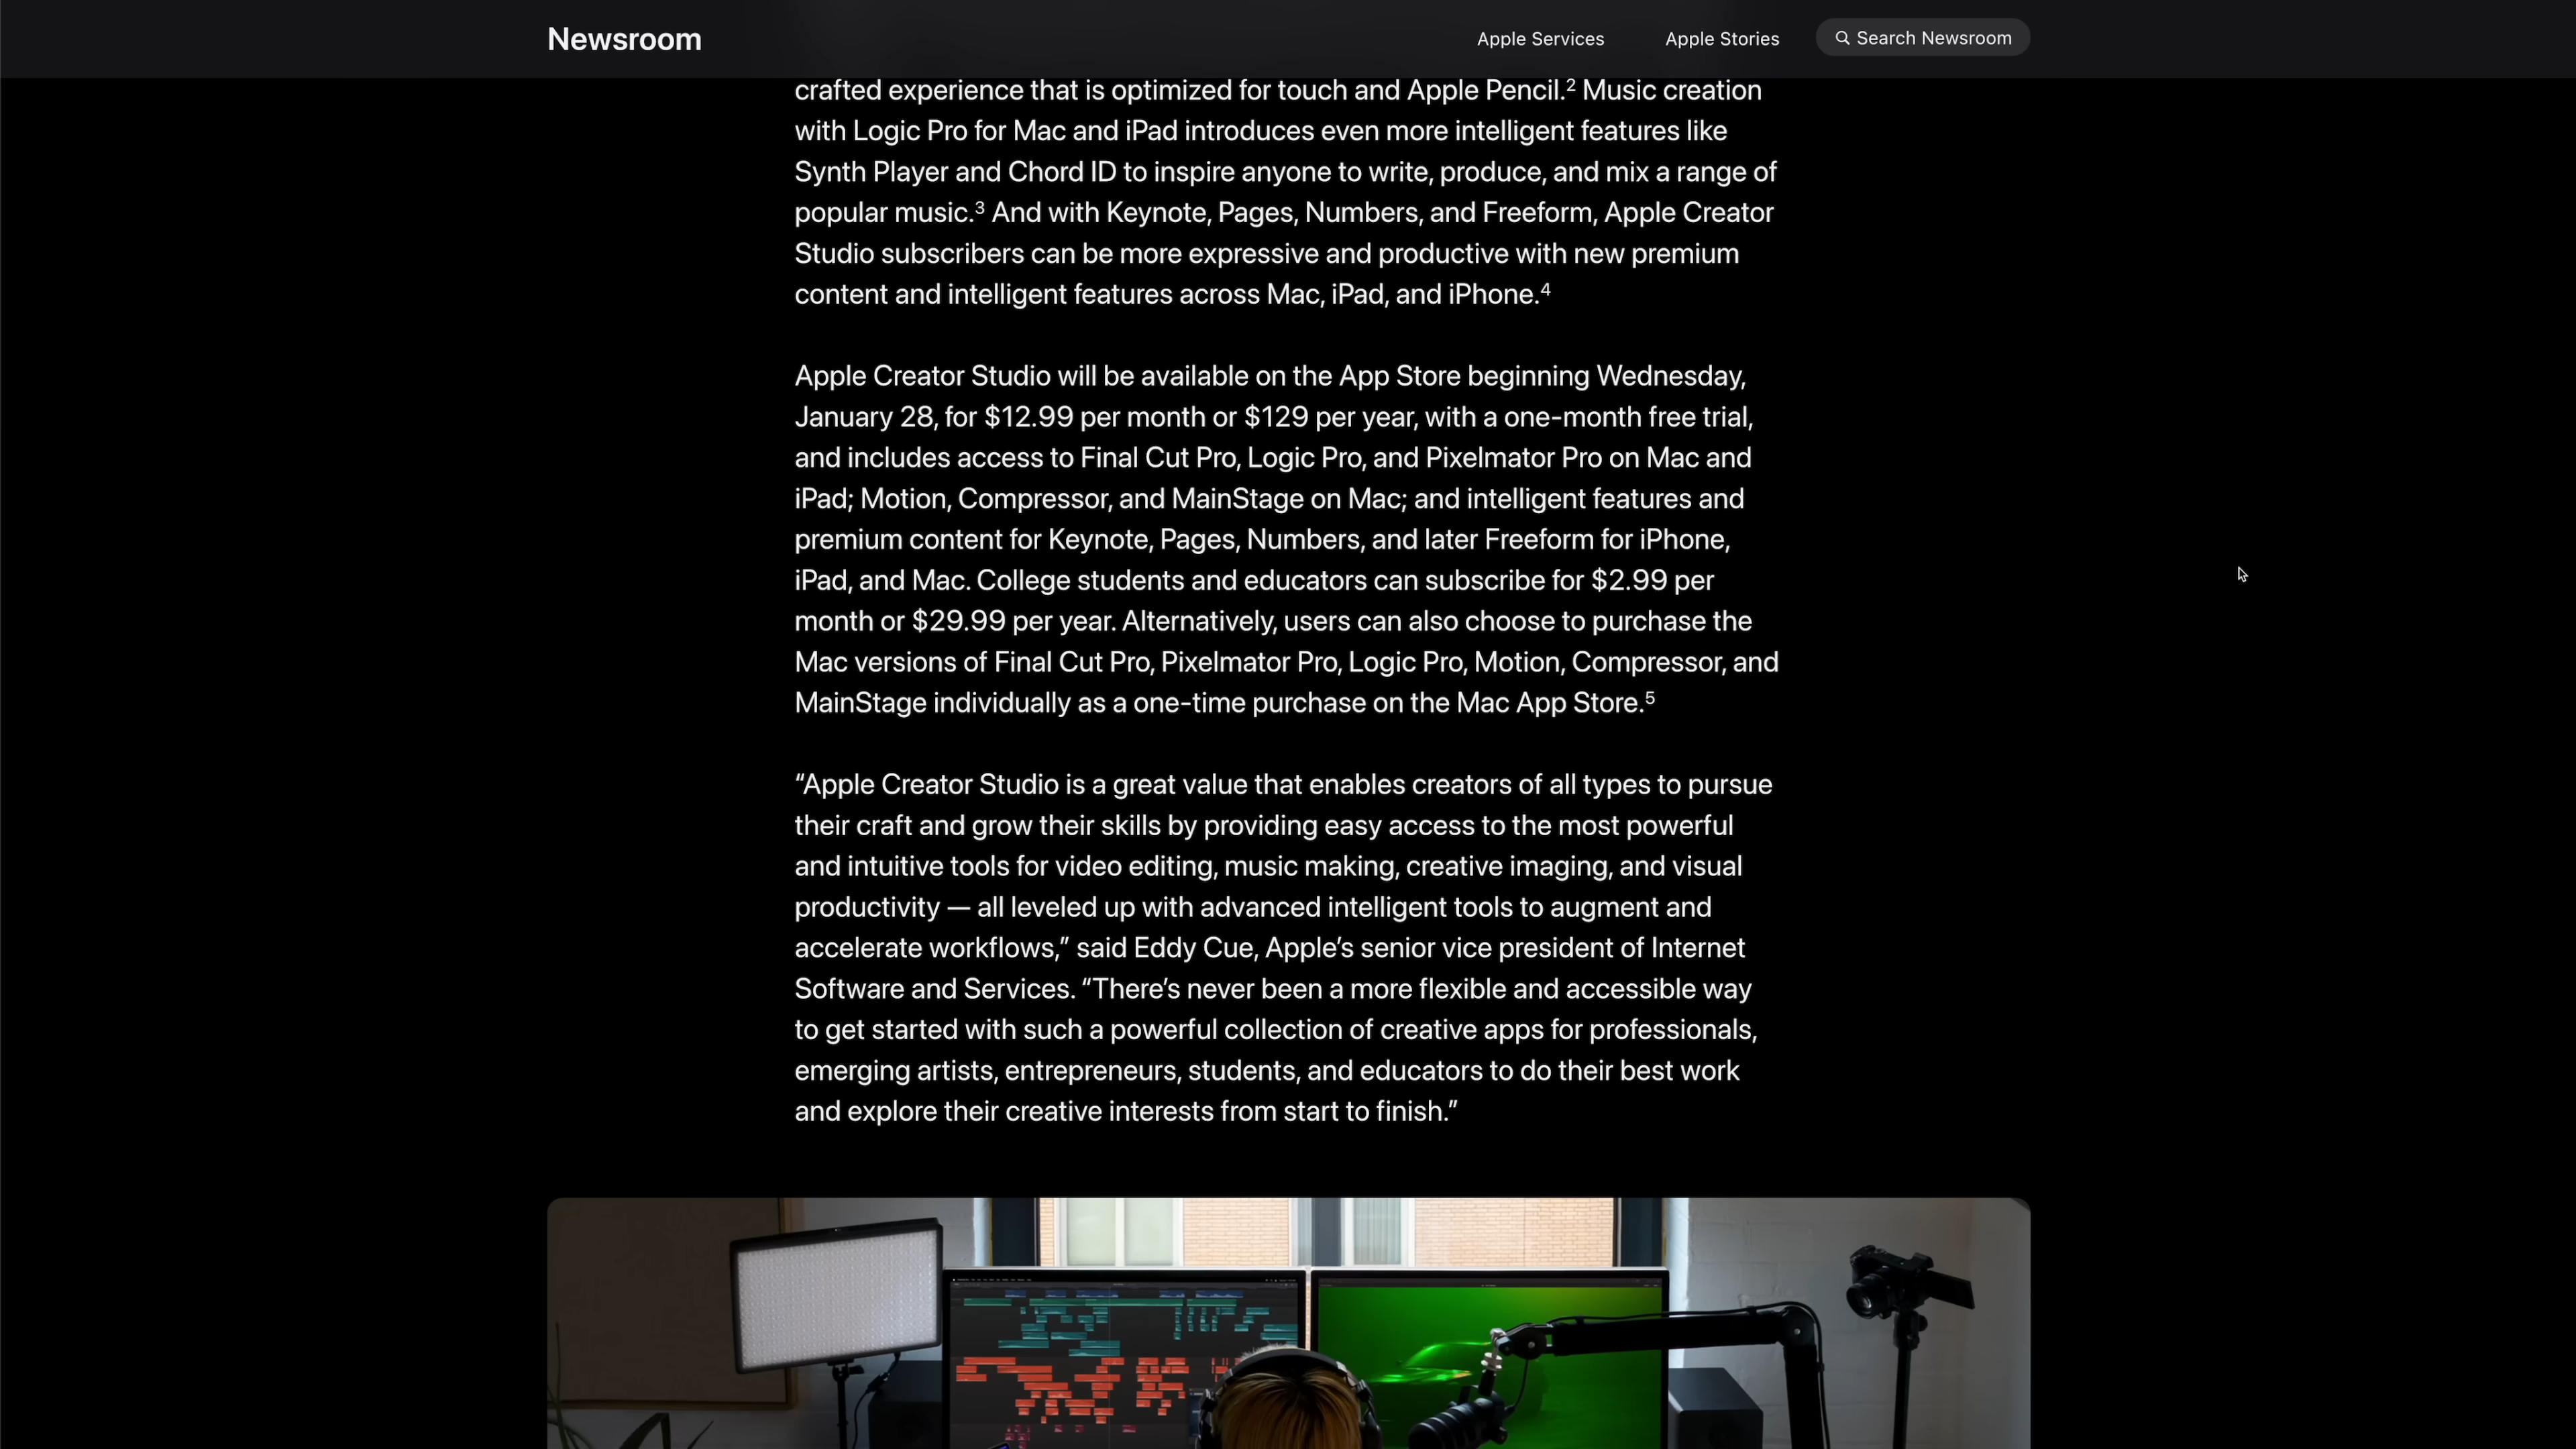 Newsroom
Apple Services
Apple Stories
Search Newsroom
crafted experience that is optimized for touch and Apple Pencil.² Music creation
with Logic Pro for Mac and iPad introduces even more intelligent features like
Synth Player and Chord ID to inspire anyone to write, produce, and mix a range of
popular music.³ And with Keynote, Pages, Numbers, and Freeform, Apple Creator
Studio subscribers can be more expressive and productive with new premium
content and intelligent features across Mac, iPad, and iPhone.⁴
Apple Creator Studio will be available on the App Store beginning Wednesday,
January 28, for $12.99 per month or $129 per year, with a one-month free trial,
and includes access to Final Cut Pro, Logic Pro, and Pixelmator Pro on Mac and
iPad; Motion, Compressor, and MainStage on Mac; and intelligent features and
premium content for Keynote, Pages, Numbers, and later Freeform for iPhone,
iPad, and Mac. College students and educators can subscribe for $2.99 per
month or $29.99 per year. Alternatively, users can also choose to purchase the
Mac versions of Final Cut Pro, Pixelmator Pro, Logic Pro, Motion, Compressor, and
MainStage individually as a one-time purchase on the Mac App Store.⁵
“Apple Creator Studio is a great value that enables creators of all types to pursue
their craft and grow their skills by providing easy access to the most powerful
and intuitive tools for video editing, music making, creative imaging, and visual
productivity — all leveled up with advanced intelligent tools to augment and
accelerate workflows,” said Eddy Cue, Apple’s senior vice president of Internet
Software and Services. “There’s never been a more flexible and accessible way
to get started with such a powerful collection of creative apps for professionals,
emerging artists, entrepreneurs, students, and educators to do their best work
and explore their creative interests from start to finish.”